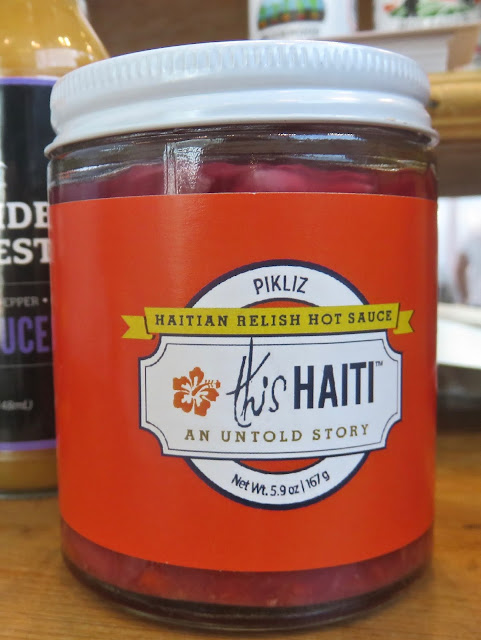 PIKLIZ
HAITIAN RELISH HOT SAUCE
this HAITI™
AN UNTOLD STORY
Net Wt. 5.9 oz | 167 g